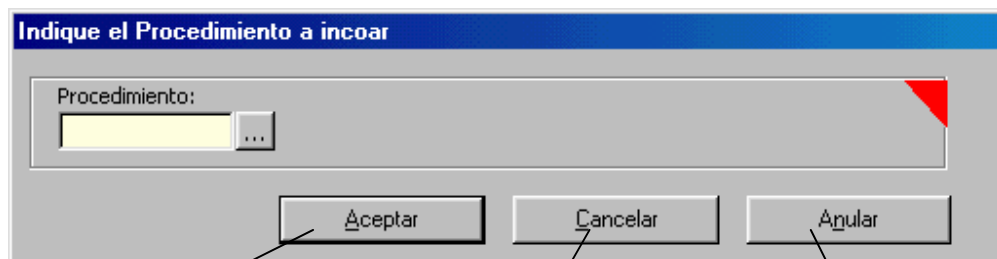 Indique el Procedimiento a incoar
Procedimiento:
...
Aceptar
Cancelar
Anular